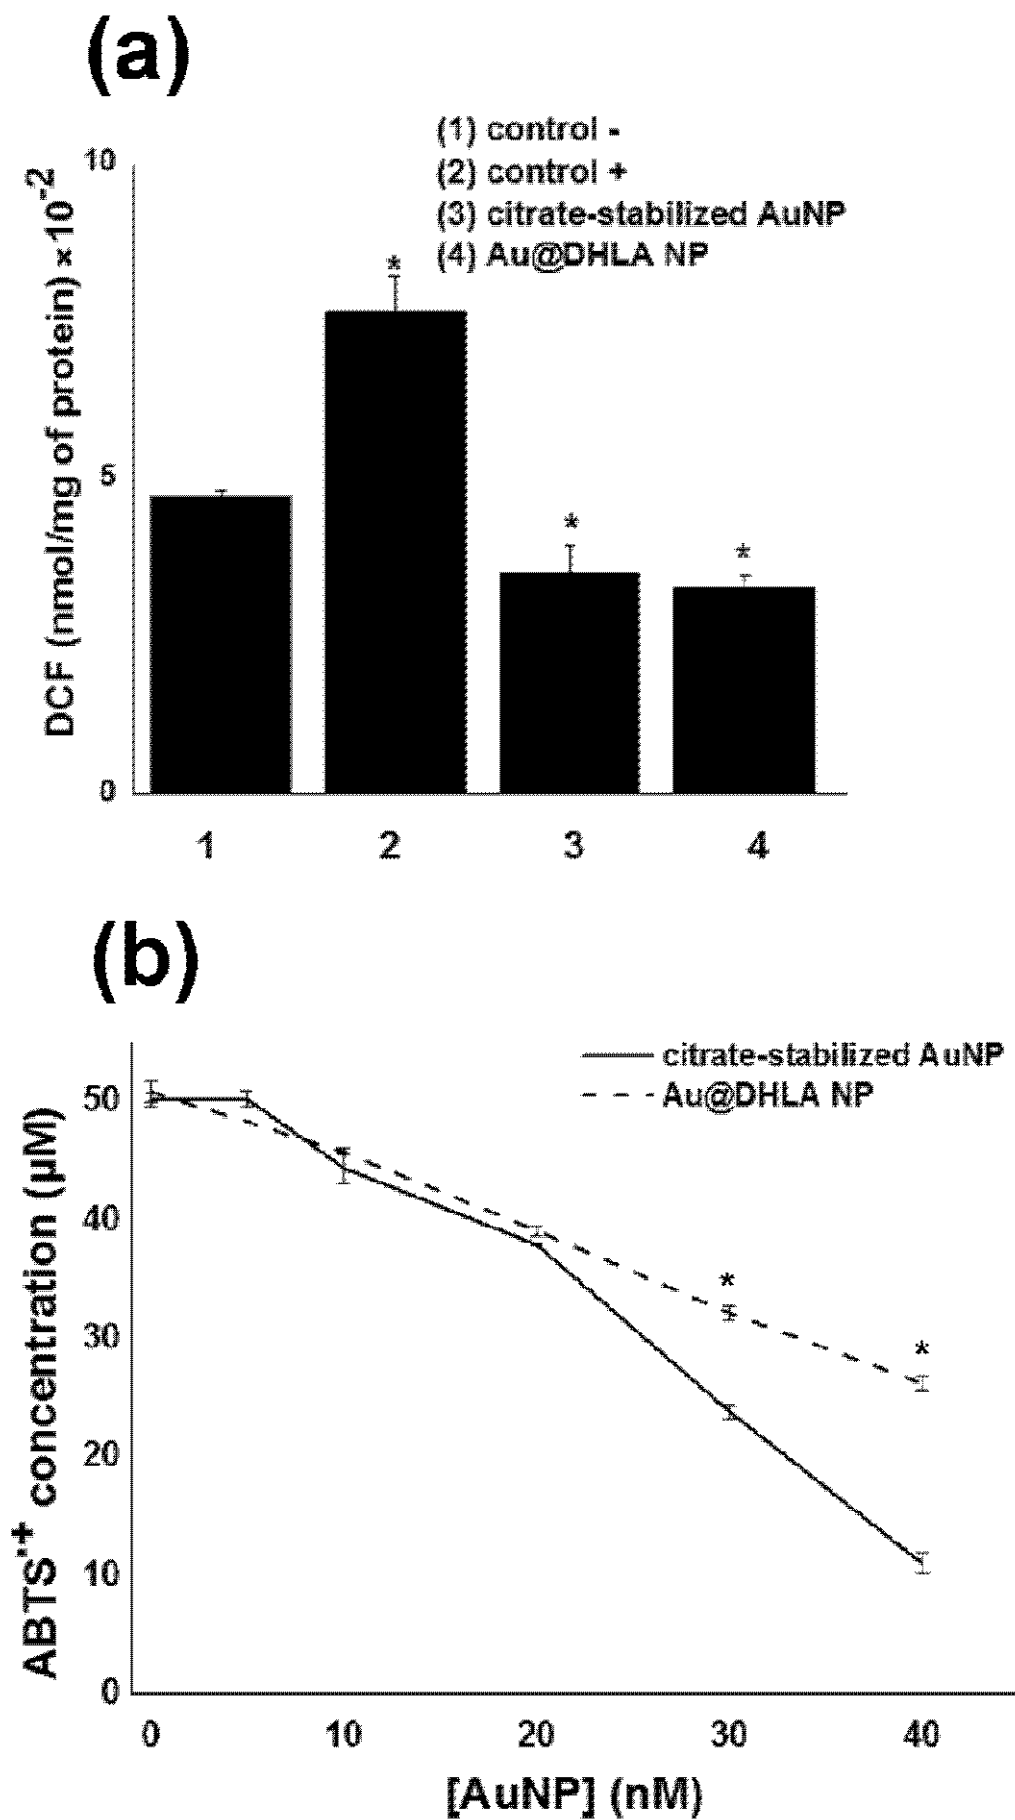 (a)
(1) control -
(2) control +
(3) citrate-stabilized AuNP
(4) Au@DHLA NP
DCF (nmol/mg of protein) ×10⁻²
10
5
0
*
*
*
1 2 3 4
(b)
citrate-stabilized AuNP
Au@DHLA NP
ABTS·+ concentration (µM)
50
40
30
20
10
0
*
*
0 10 20 30 40
[AuNP] (nM)